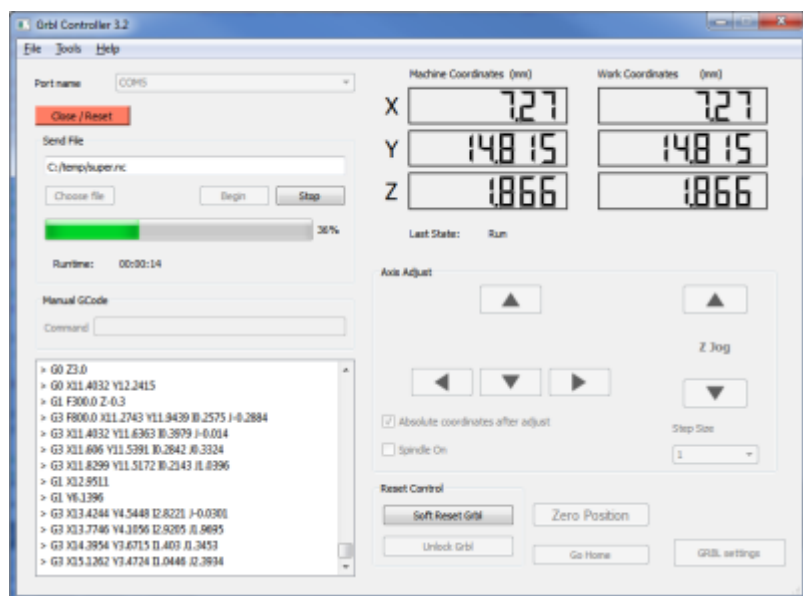 Grbl Controller 3.2
File Tools Help
Port name COM5
Close / Reset
Send File
C:/temp/super.nc
Choose file Begin Stop
36%
Runtime: 00:00:14
Manual GCode
Command
> G0 Z3.0
> G0 X11.4032 Y12.2415
> G1 F300.0 Z-0.3
> G3 F800.0 X11.2743 Y11.9439 I0.2575 J-0.2884
> G3 X11.4032 Y11.6363 I0.3979 J-0.014
> G3 X11.606 Y11.5391 I0.2842 J0.3324
> G3 X11.8299 Y11.5172 I0.2143 J1.0396
> G1 X12.9511
> G1 Y6.1396
> G3 X13.4244 Y4.5448 I2.8221 J-0.0301
> G3 X13.7746 Y4.1056 I2.9205 J1.9695
> G3 X14.3954 Y3.6715 I1.403 J1.3453
> G3 X15.1262 Y3.4724 I1.0446 J2.3934
Machine Coordinates (mm) Work Coordinates (mm)
X 7.27 7.27
Y 14.815 14.815
Z 1.866 1.866
Last State: Run
Axis Adjust
Z Jog
Absolute coordinates after adjust
Step Size
Spindle On
1
Reset Control
Soft Reset Grbl Zero Position
Unlock Grbl Go Home GRBL settings